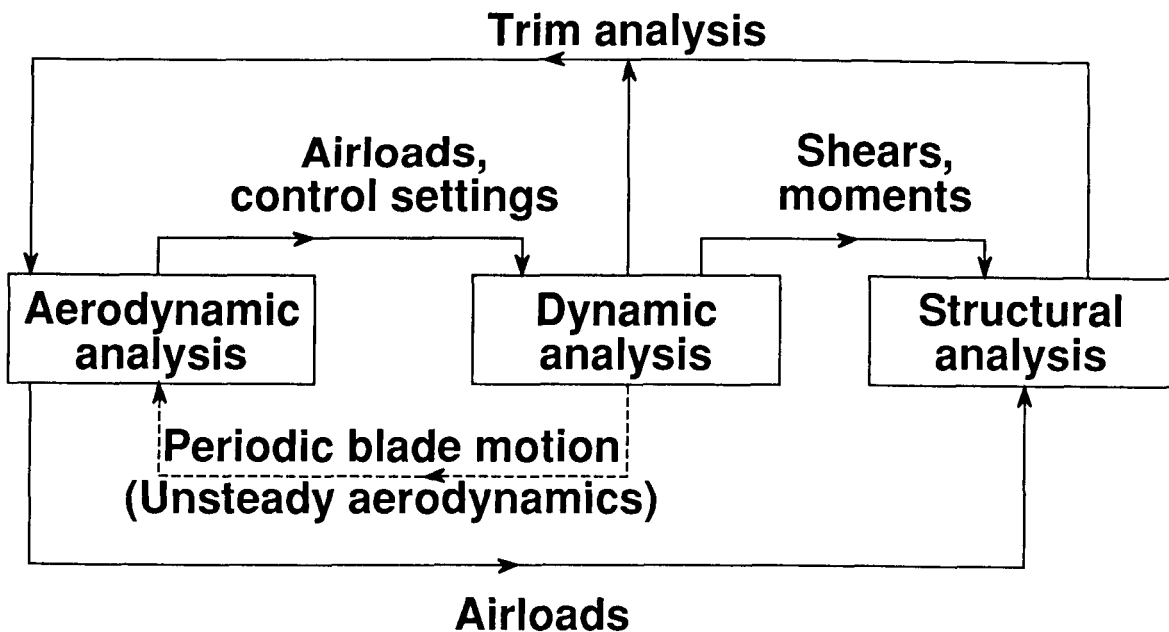 Trim analysis
Airloads,
control settings
Shears,
moments
Aerodynamic
analysis
Dynamic
analysis
Structural
analysis
Periodic blade motion
(Unsteady aerodynamics)
Airloads